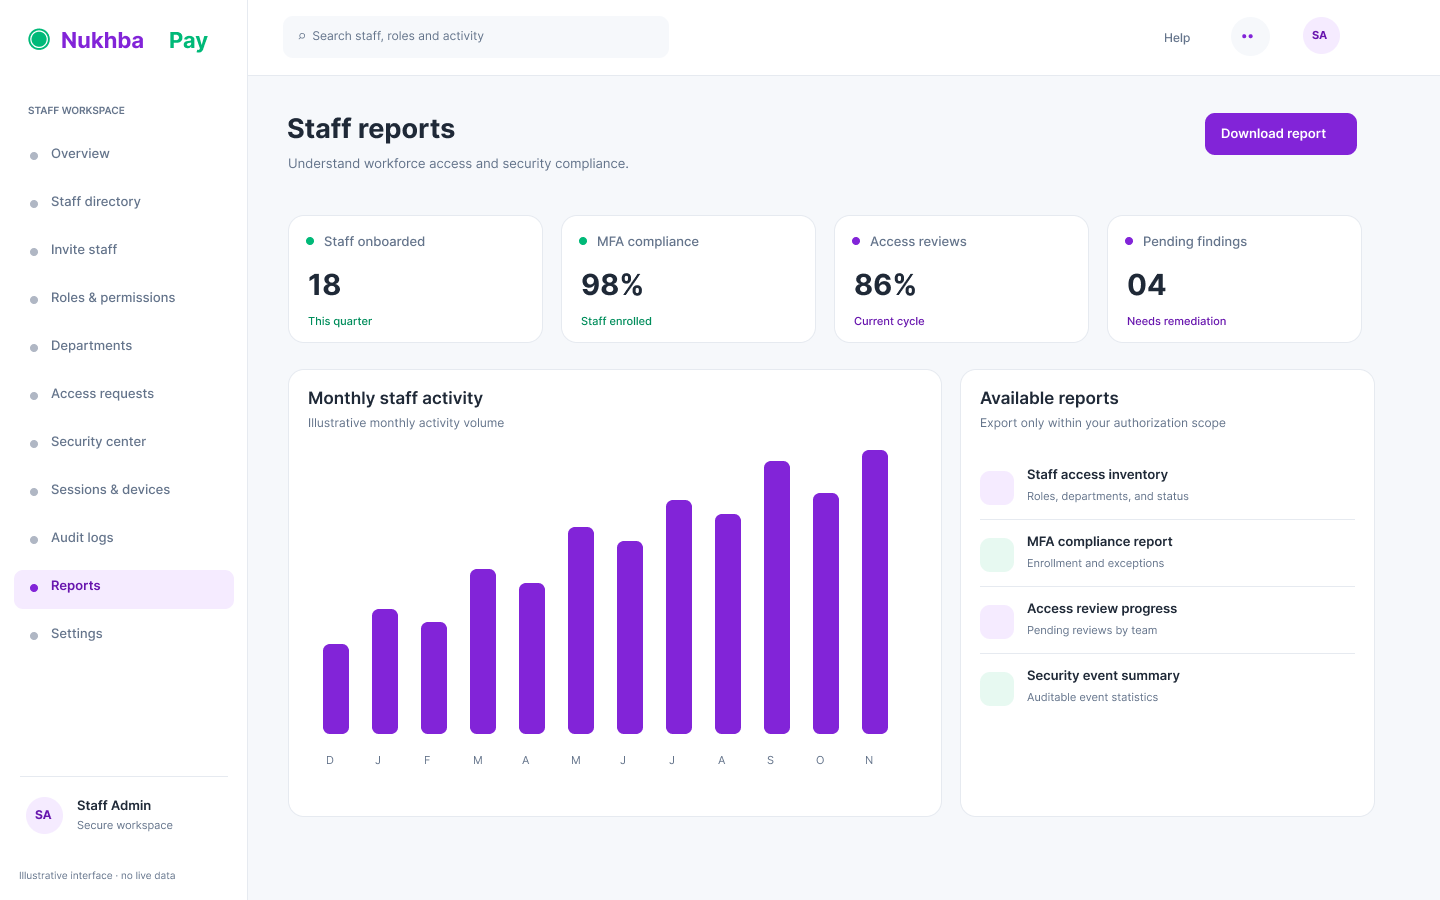 Nukhba Pay
STAFF WORKSPACE
Overview
Staff directory
Invite staff
Roles & permissions
Departments
Access requests
Security center
Sessions & devices
Audit logs
Reports
Settings
SA
Staff Admin
Secure workspace
Illustrative interface · no live data
Search staff, roles and activity
Help
SA
Staff reports
Understand workforce access and security compliance.
Download report
Staff onboarded
18
This quarter
MFA compliance
98%
Staff enrolled
Access reviews
86%
Current cycle
Pending findings
04
Needs remediation
Monthly staff activity
Illustrative monthly activity volume
D J F M A M J J A S O N
Available reports
Export only within your authorization scope
Staff access inventory
Roles, departments, and status
MFA compliance report
Enrollment and exceptions
Access review progress
Pending reviews by team
Security event summary
Auditable event statistics